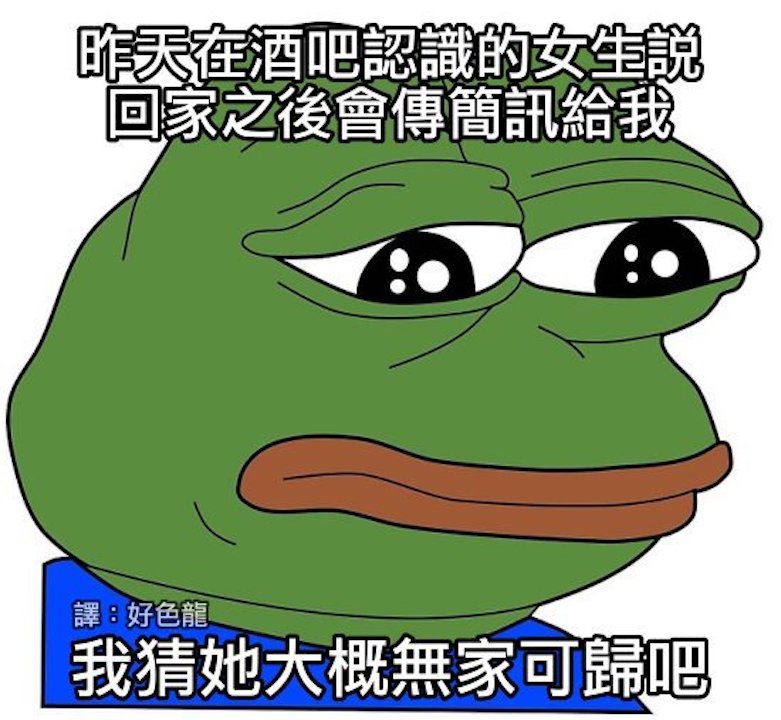 昨天在酒吧認識的女生説
回家之後會傳簡訊給我
譯：好色龍
我猜她大概無家可歸吧